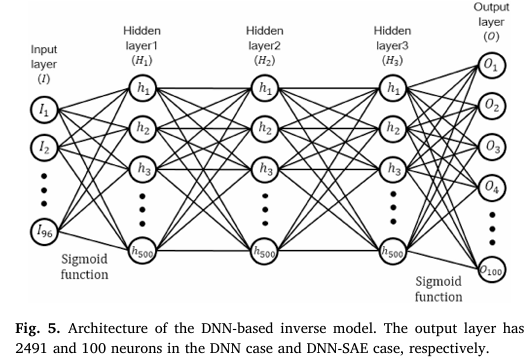 Input
layer
(I)
Hidden
layer1
(H₁)
Hidden
layer2
(H₂)
Hidden
layer3
(H₃)
Output
layer
(O)
I₁
I₂
I₉₆
h₁
h₂
h₃
h₅₀₀
h₁
h₂
h₃
h₅₀₀
h₁
h₂
h₃
h₅₀₀
O₁
O₂
O₃
O₄
O₁₀₀
Sigmoid
function
Sigmoid
function
Fig. 5. Architecture of the DNN-based inverse model. The output layer has
2491 and 100 neurons in the DNN case and DNN-SAE case, respectively.